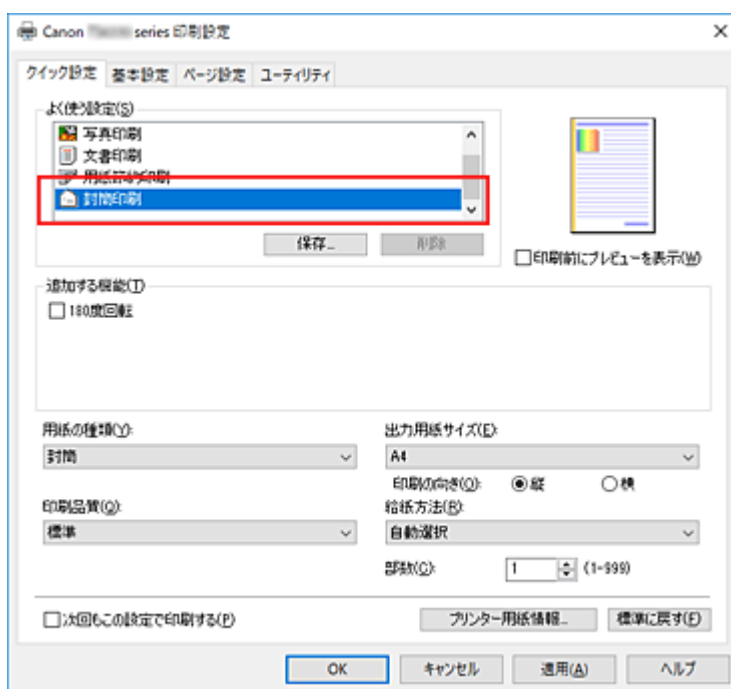 Canon series 印刷設定
クイック設定 基本設定 ページ設定 ユーティリティ
よく使う設定(S)
写真印刷
文書印刷
用紙節約印刷
封筒印刷
保存... 削除
印刷前にプレビューを表示(W)
追加する機能(T)
180度回転
用紙の種類(Y): 出力用紙サイズ(E):
封筒 A4
印刷の向き(O): 縦 横
印刷品質(Q): 給紙方法(R):
標準 自動選択
部数(C): 1 (1-999)
次回もこの設定で印刷する(P) プリンター用紙情報... 標準に戻す(F)
OK キャンセル 適用(A) ヘルプ